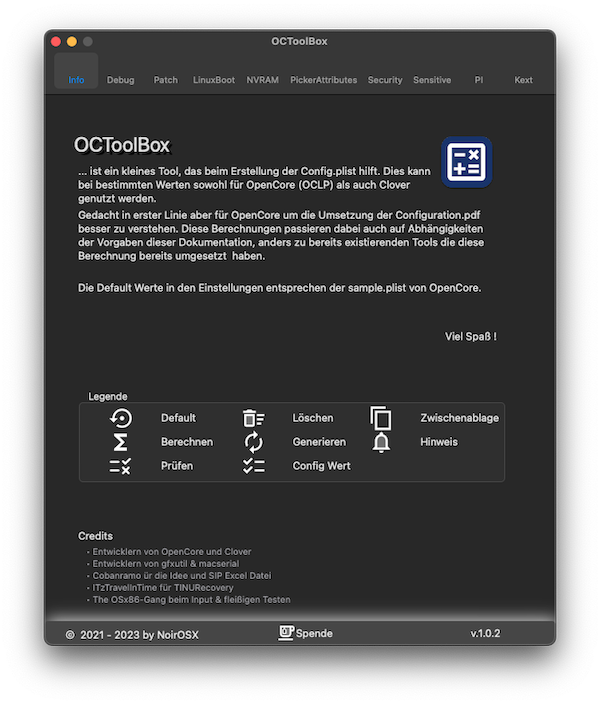 OCToolBox
Info Debug Patch LinuxBoot NVRAM PickerAttributes Security Sensitive PI Kext
OCToolBox
... ist ein kleines Tool, das beim Erstellung der Config.plist hilft. Dies kann
bei bestimmten Werten sowohl für OpenCore (OCLP) als auch Clover
genutzt werden.
Gedacht in erster Linie aber für OpenCore um die Umsetzung der Configuration.pdf
besser zu verstehen. Diese Berechnungen passieren dabei auch auf Abhängigkeiten
der Vorgaben dieser Dokumentation, anders zu bereits existierenden Tools die diese
Berechnung bereits umgesetzt haben.
Die Default Werte in den Einstellungen entsprechen der sample.plist von OpenCore.
Viel Spaß !
Legende
Default Löschen Zwischenablage
Berechnen Generieren Hinweis
Prüfen Config Wert
Credits
• Entwicklern von OpenCore und Clover
• Entwicklern von gfxutil & macserial
• Cobanramo ür die Idee und SIP Excel Datei
• ITzTravelInTime für TINURecovery
• The OSx86-Gang beim Input & fleißigen Testen
© 2021 - 2023 by NoirOSX Spende v.1.0.2